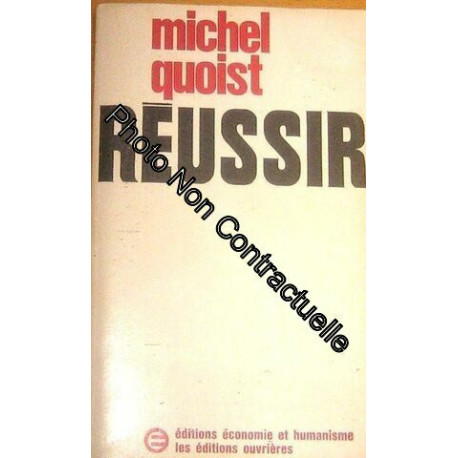 michel
quoist
RÉUSSIR
Photo Non Contractuelle
éditions économie et humanisme
les éditions ouvrières